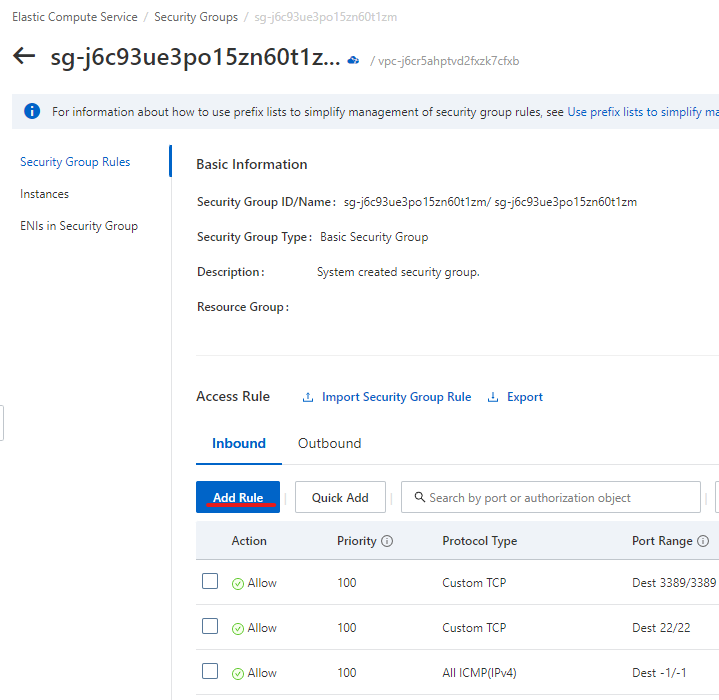 Elastic Compute Service / Security Groups / sg-j6c93ue3po15zn60t1zm
sg-j6c93ue3po15zn60t1z... / vpc-j6cr5ahptvd2fxzk7cfxb
For information about how to use prefix lists to simplify management of security group rules, see Use prefix lists to simplify ma
Security Group Rules
Instances
ENIs in Security Group
Basic Information
Security Group ID/Name: sg-j6c93ue3po15zn60t1zm/ sg-j6c93ue3po15zn60t1zm
Security Group Type: Basic Security Group
Description: System created security group.
Resource Group:
Access Rule Import Security Group Rule Export
Inbound Outbound
Add Rule Quick Add Search by port or authorization object
Action Priority Protocol Type Port Range
Allow 100 Custom TCP Dest 3389/3389
Allow 100 Custom TCP Dest 22/22
Allow 100 All ICMP(IPv4) Dest -1/-1